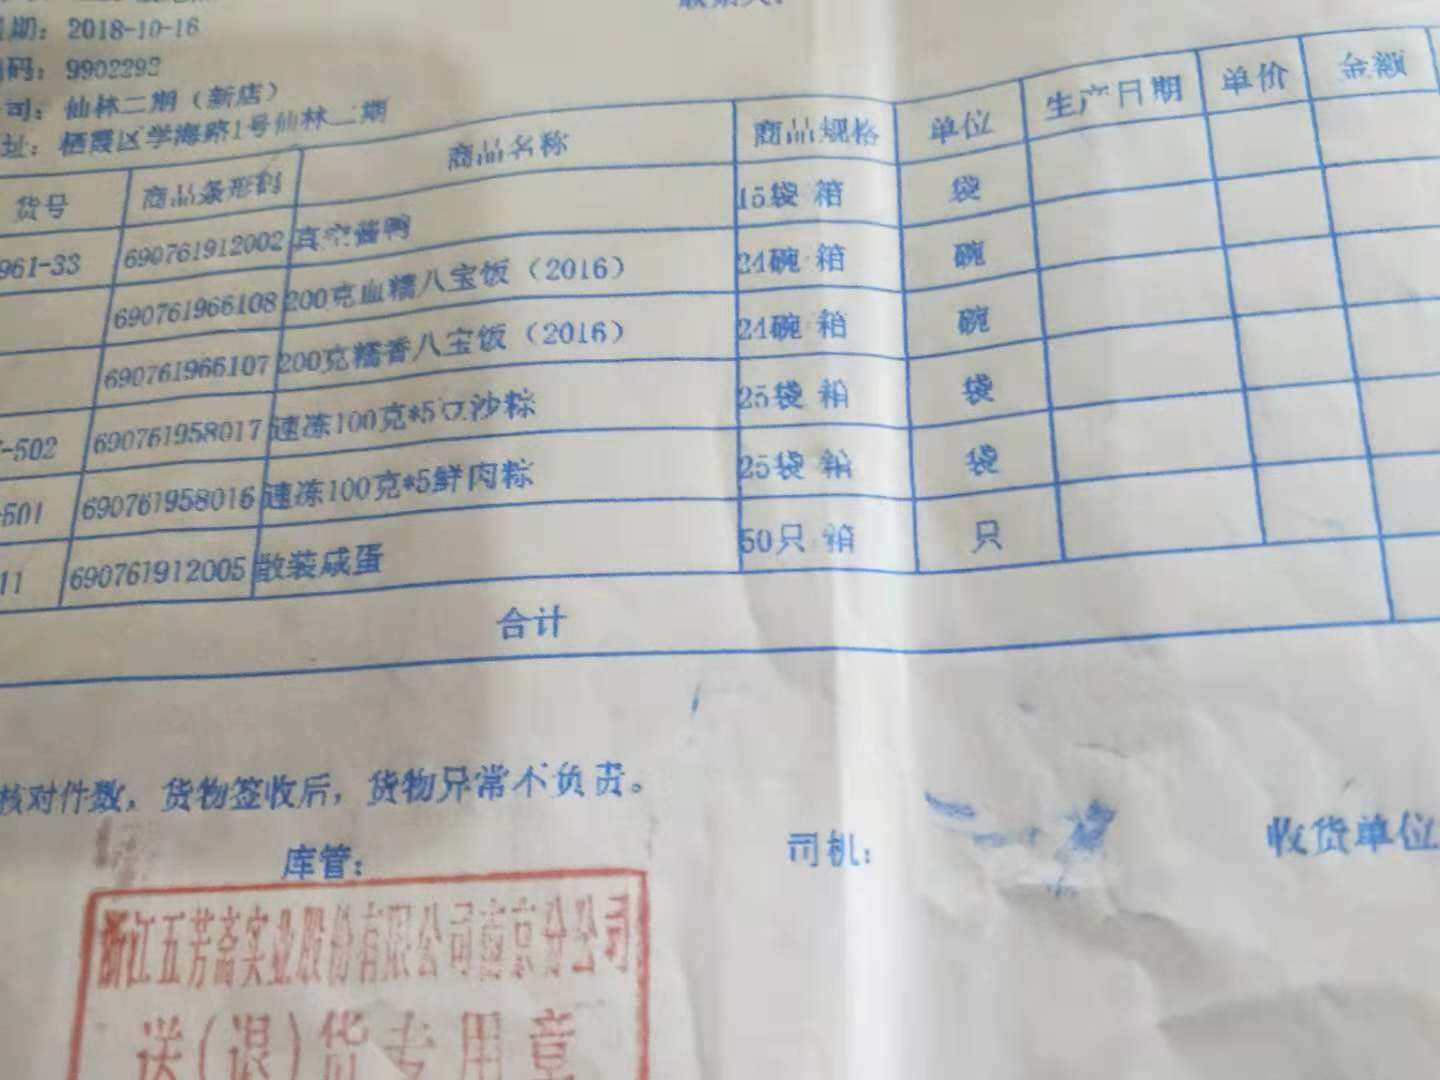 期：2018-10-16
码：9902293
司：仙林二期（新店）
址：栖霞区学海路1号仙林二期
货号 商品条形码 商品名称 商品规格 单位 生产日期 单价 金额
961-33 690761912002 真空酱鸭 15袋 箱 袋
690761966108 200克血糯八宝饭（2016） 24碗 箱 碗
690761966107 200克糯香八宝饭（2016） 24碗 箱 碗
-502 690761958017 速冻100克*5豆沙粽 25袋 箱 袋
-501 690761958016 速冻100克*5鲜肉粽 25袋 箱 袋
11 690761912005 散装咸蛋 50只 箱 只
合计
核对件数，货物签收后，货物异常不负责。
库管： 司机： 收货单位
浙江五芳斋实业股份有限公司南京分公司
送(退)货专用章